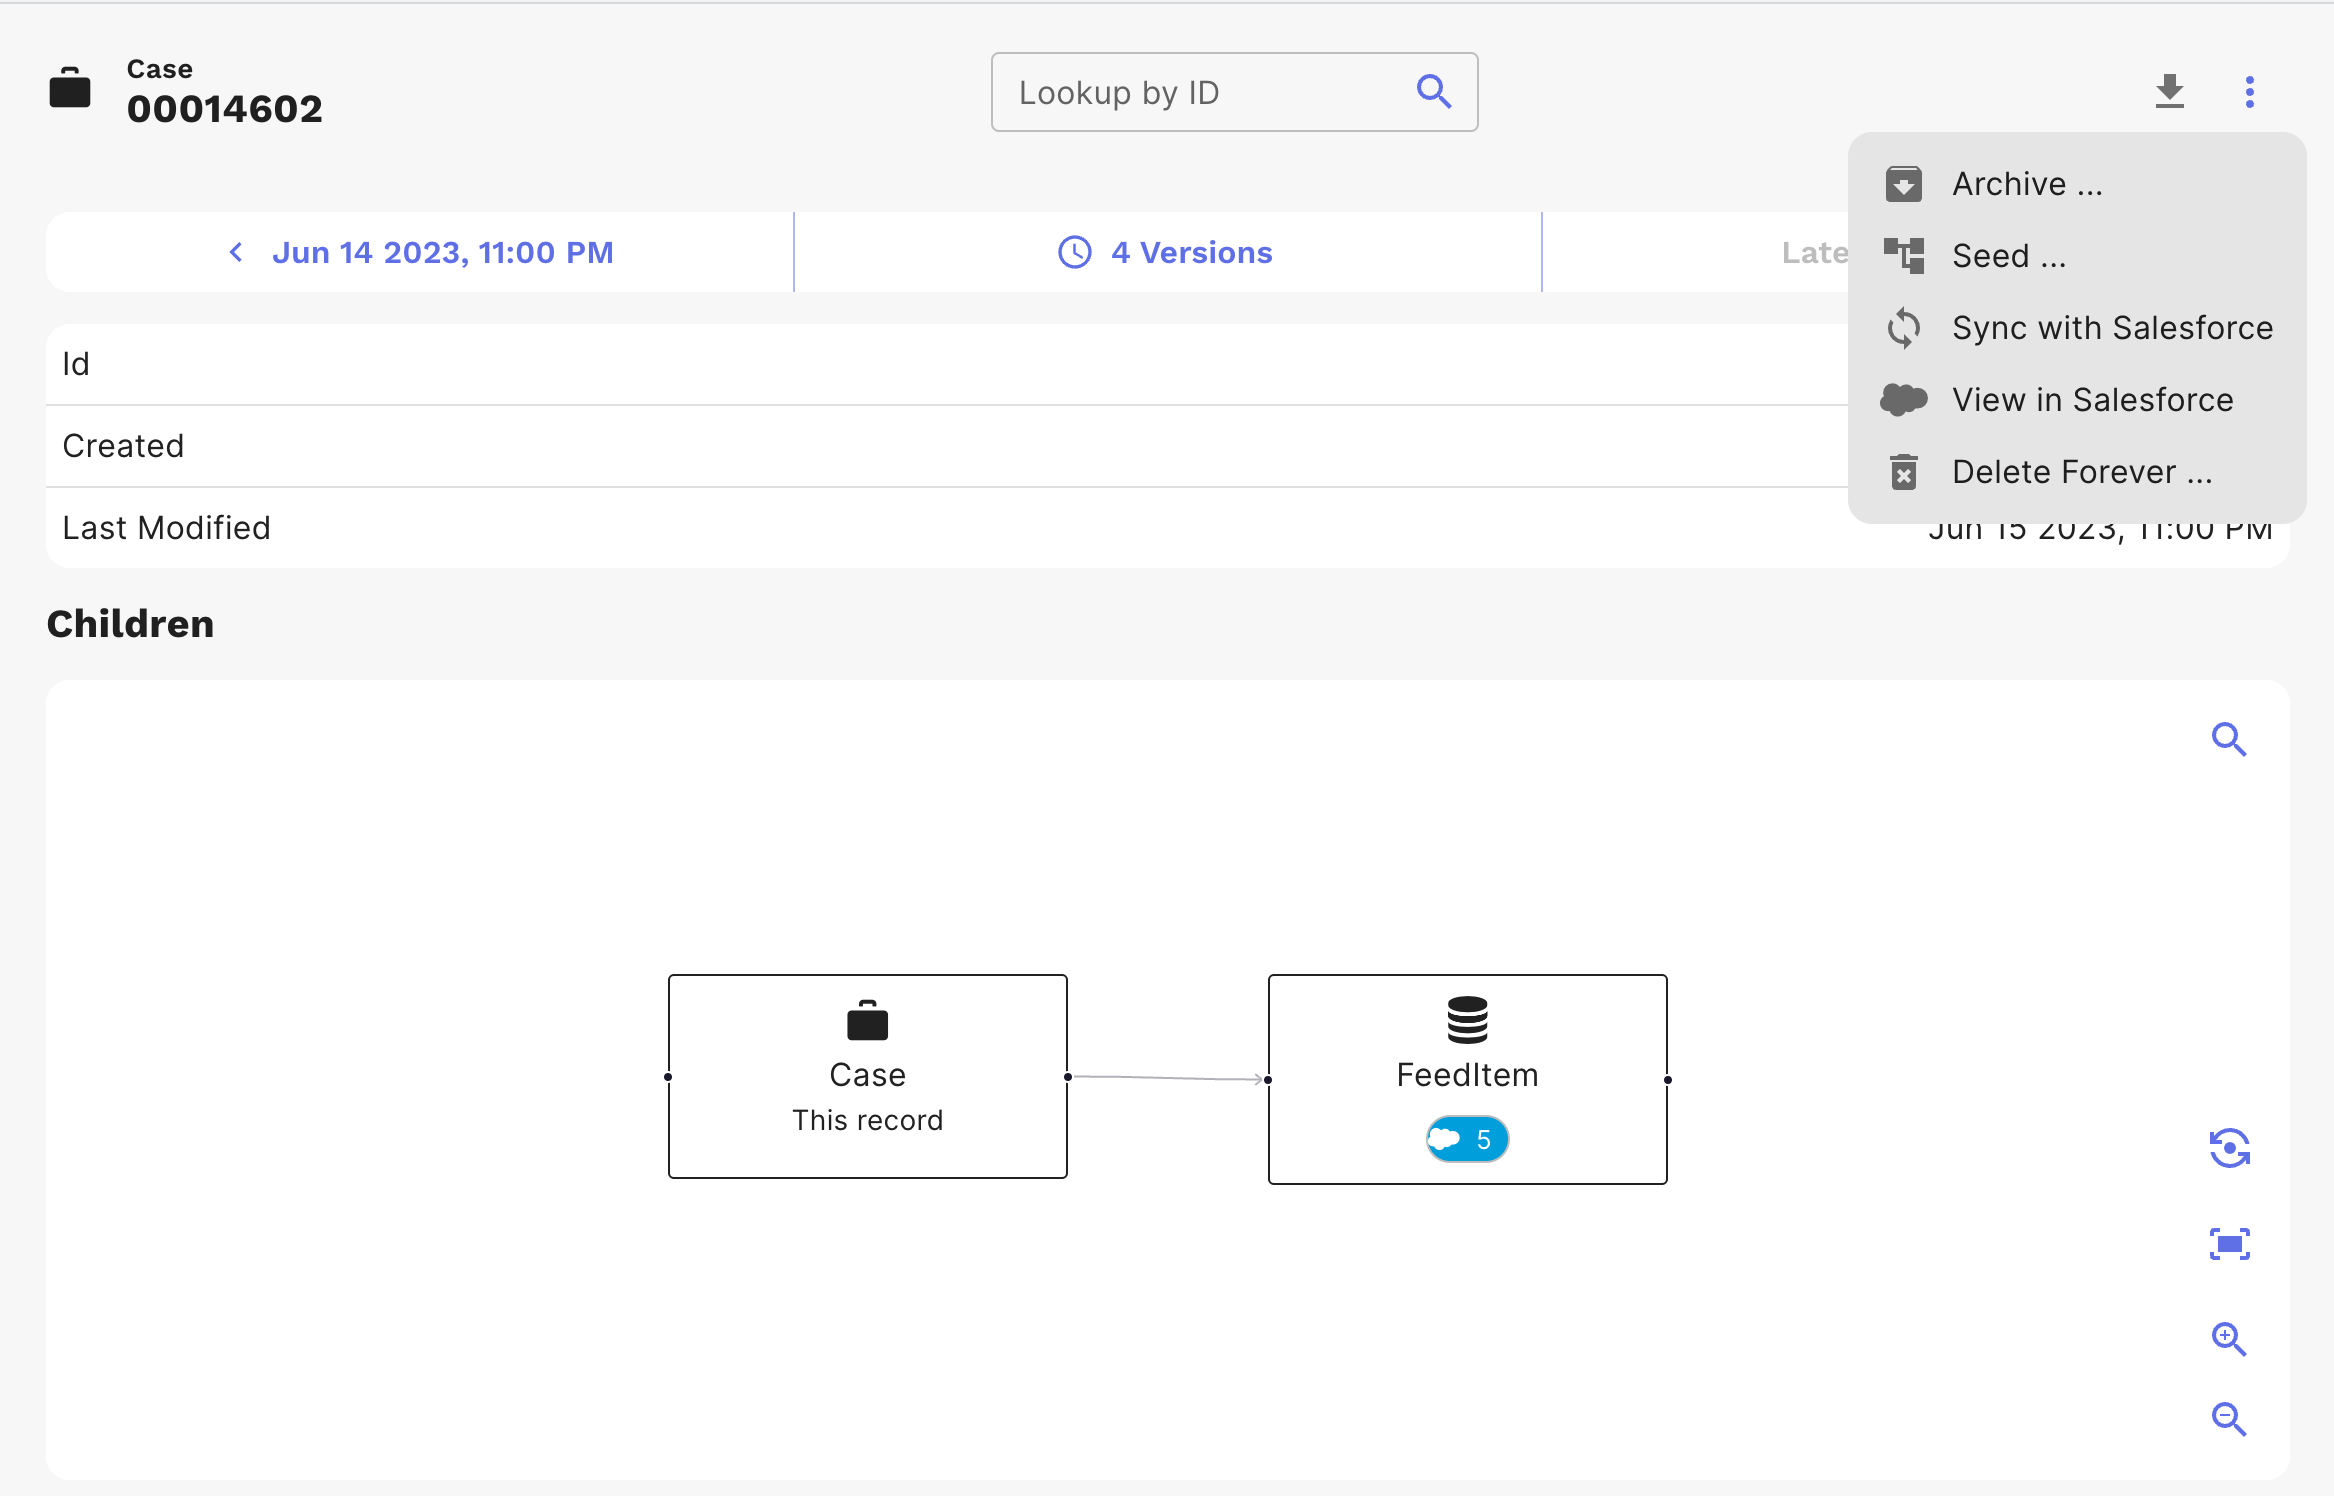 Case
00014602
Lookup by ID
Archive ...
Seed ...
Sync with Salesforce
View in Salesforce
Delete Forever ...
Jun 14 2023, 11:00 PM
4 Versions
Id
Created
Last Modified
Jun 15 2023, 11:00 PM
Children
Case
This record
FeedItem
5